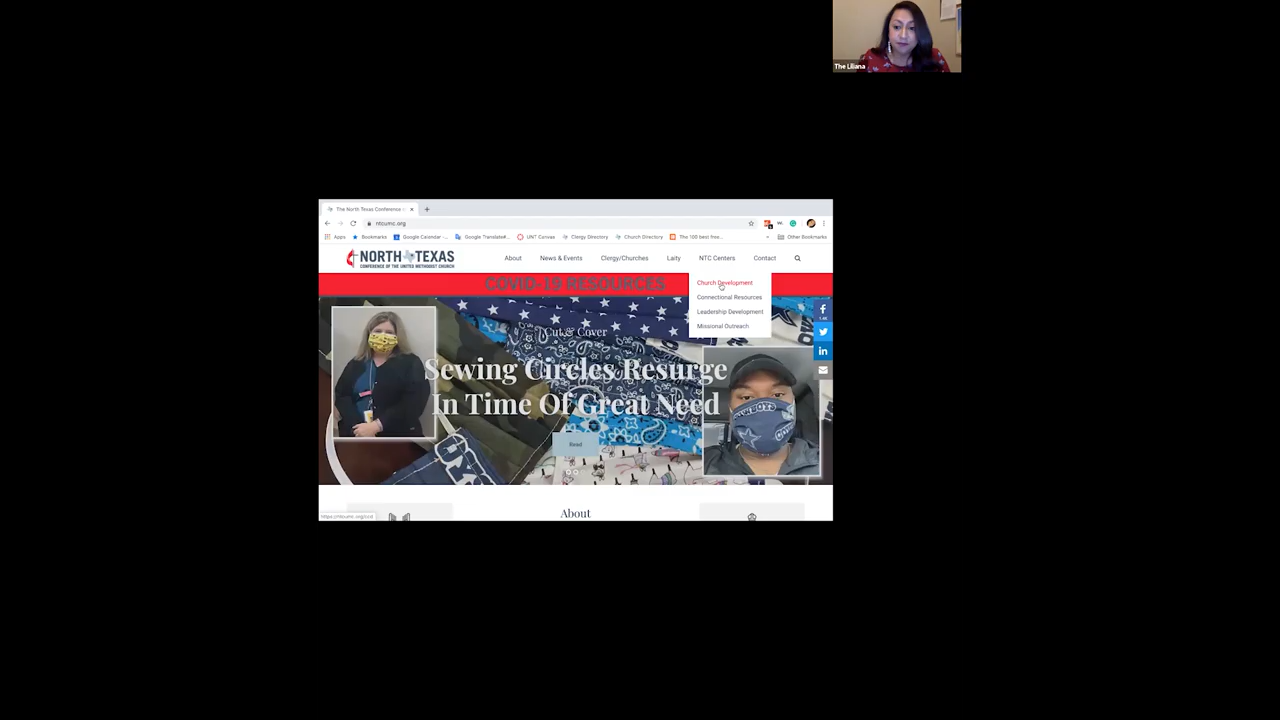 The Liliana
The North Texas Conference
ntcumc.org
Apps Bookmarks Google Calendar - Google Translate UNT Canvas Clergy Directory Church Directory The 100 best free... Other Bookmarks
NORTH TEXAS
CONFERENCE OF THE UNITED METHODIST CHURCH
About News & Events Clergy/Churches Laity NTC Centers Contact
COVID-19 RESOURCES
Church Development
Connectional Resources
Leadership Development
Missional Outreach
Cut & Cover
Sewing Circles Resurge
In Time Of Great Need
Read
COWBOYS
About